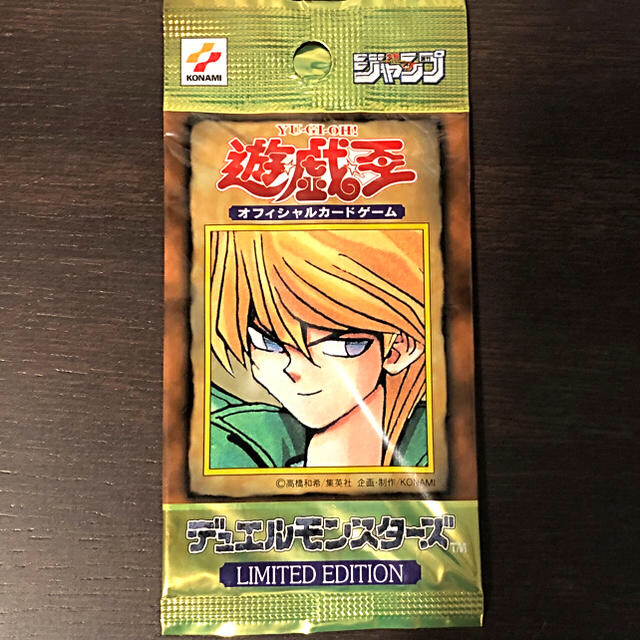 KONAMI
ジャンプ
YU-GI-OH!
遊戯王
オフィシャルカードゲーム
©高橋和希/集英社 企画・制作/KONAMI
デュエルモンスターズ™
LIMITED EDITION